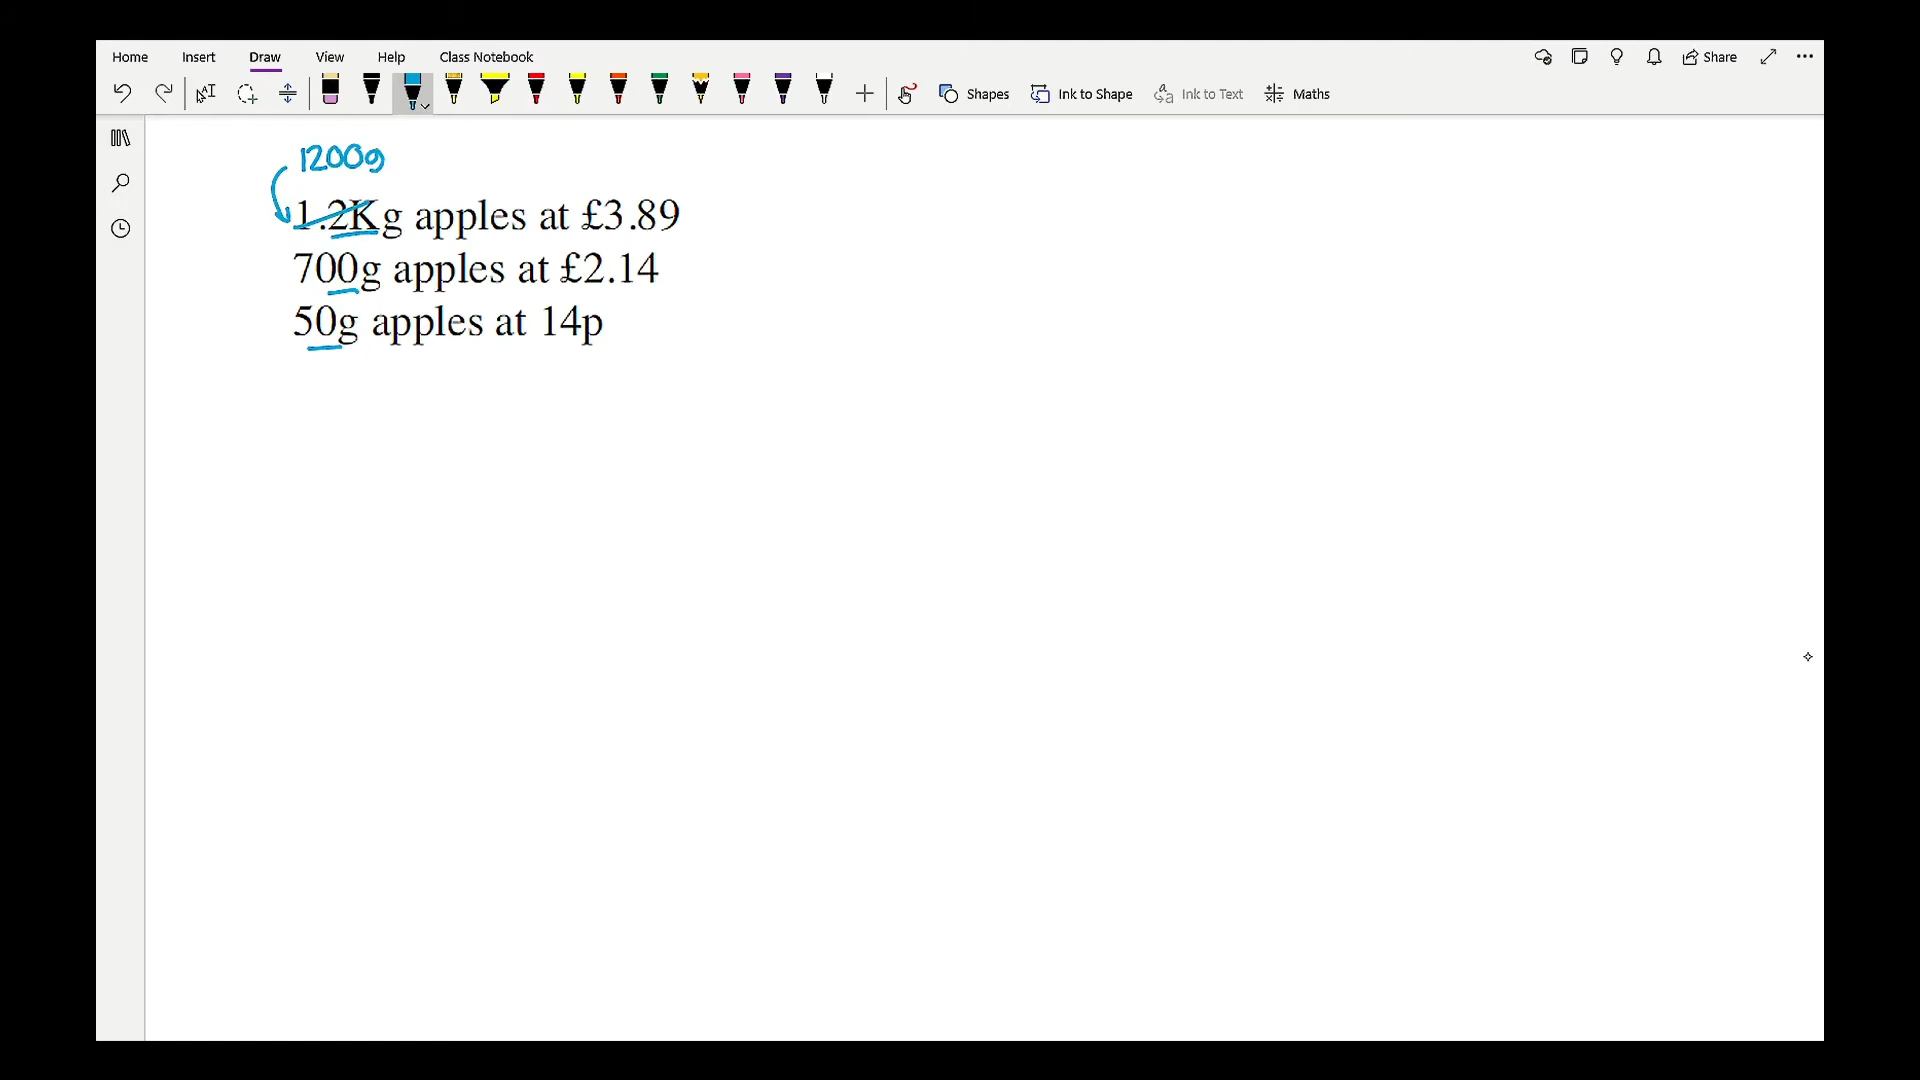 Home Insert Draw View Help Class Notebook Share
Shapes Ink to Shape Ink to Text Maths
1200g
1.2Kg apples at £3.89
700g apples at £2.14
50g apples at 14p